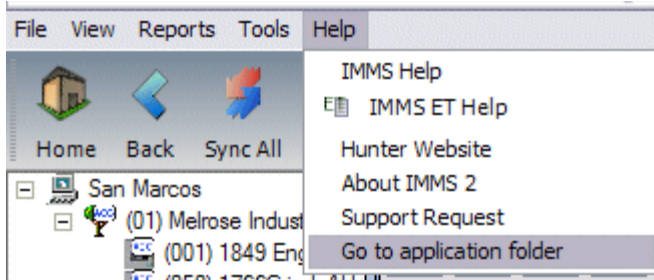 File View Reports Tools Help
Home Back Sync All
San Marcos
(01) Melrose Indust
(001) 1849 Eng
IMMS Help
IMMS ET Help
Hunter Website
About IMMS 2
Support Request
Go to application folder